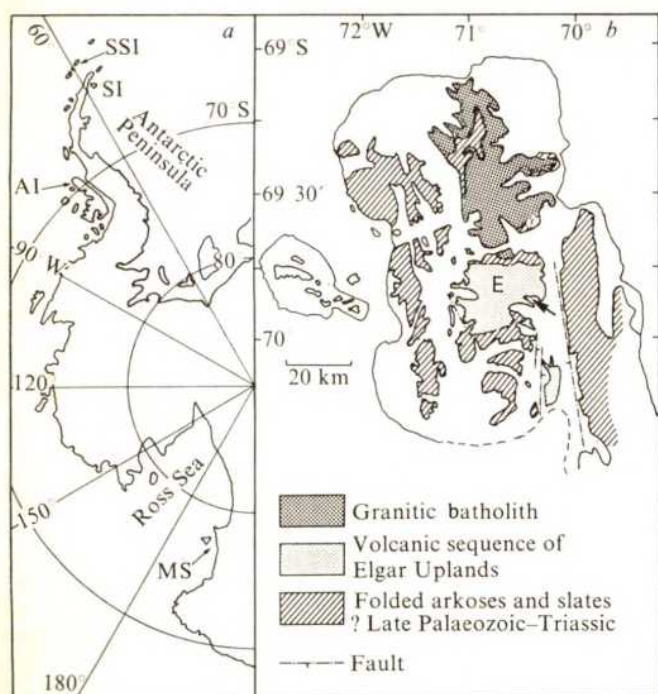 60°
SSI
SI
a
70°S
Antarctic
Peninsula
AI
90°W
80
120
150°
Ross Sea
MS
180°
72°W
71°
70°
b
69°S
69°30′
E
70
20 km
Granitic batholith
Volcanic sequence of
Elgar Uplands
Folded arkoses and slates
? Late Palaeozoic–Triassic
Fault